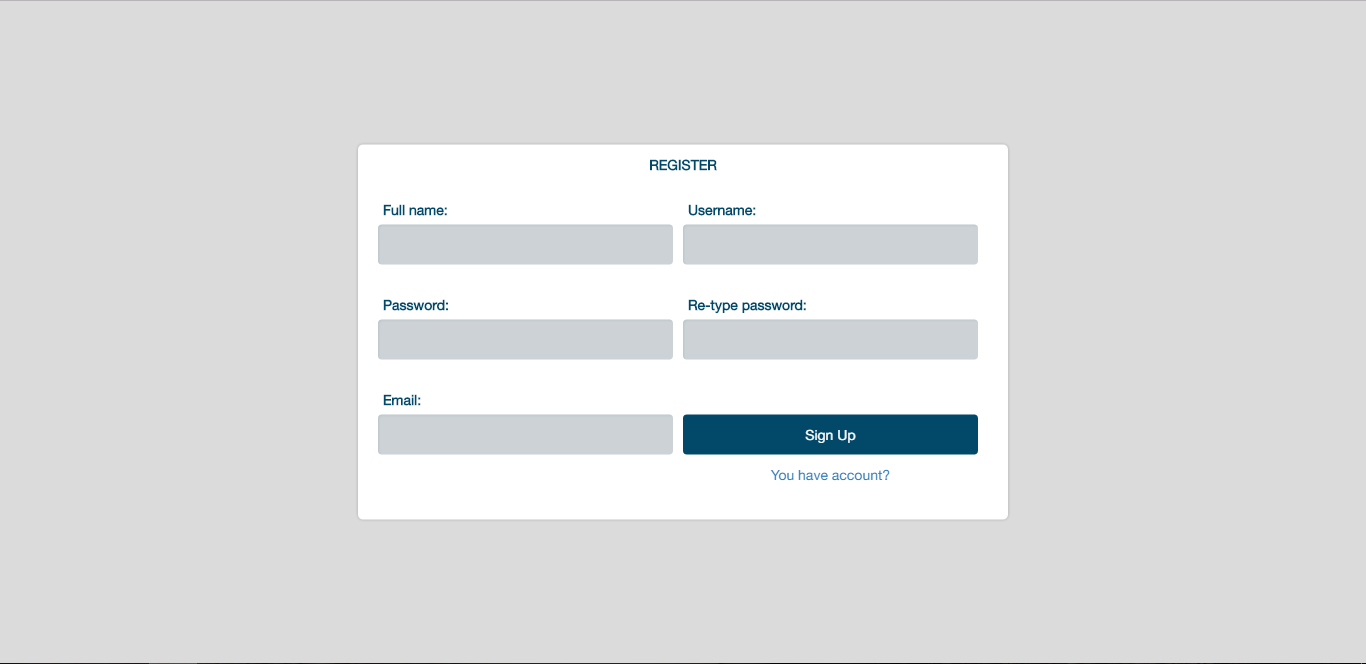 REGISTER
Full name:
Username:
Password:
Re-type password:
Email:
Sign Up
You have account?